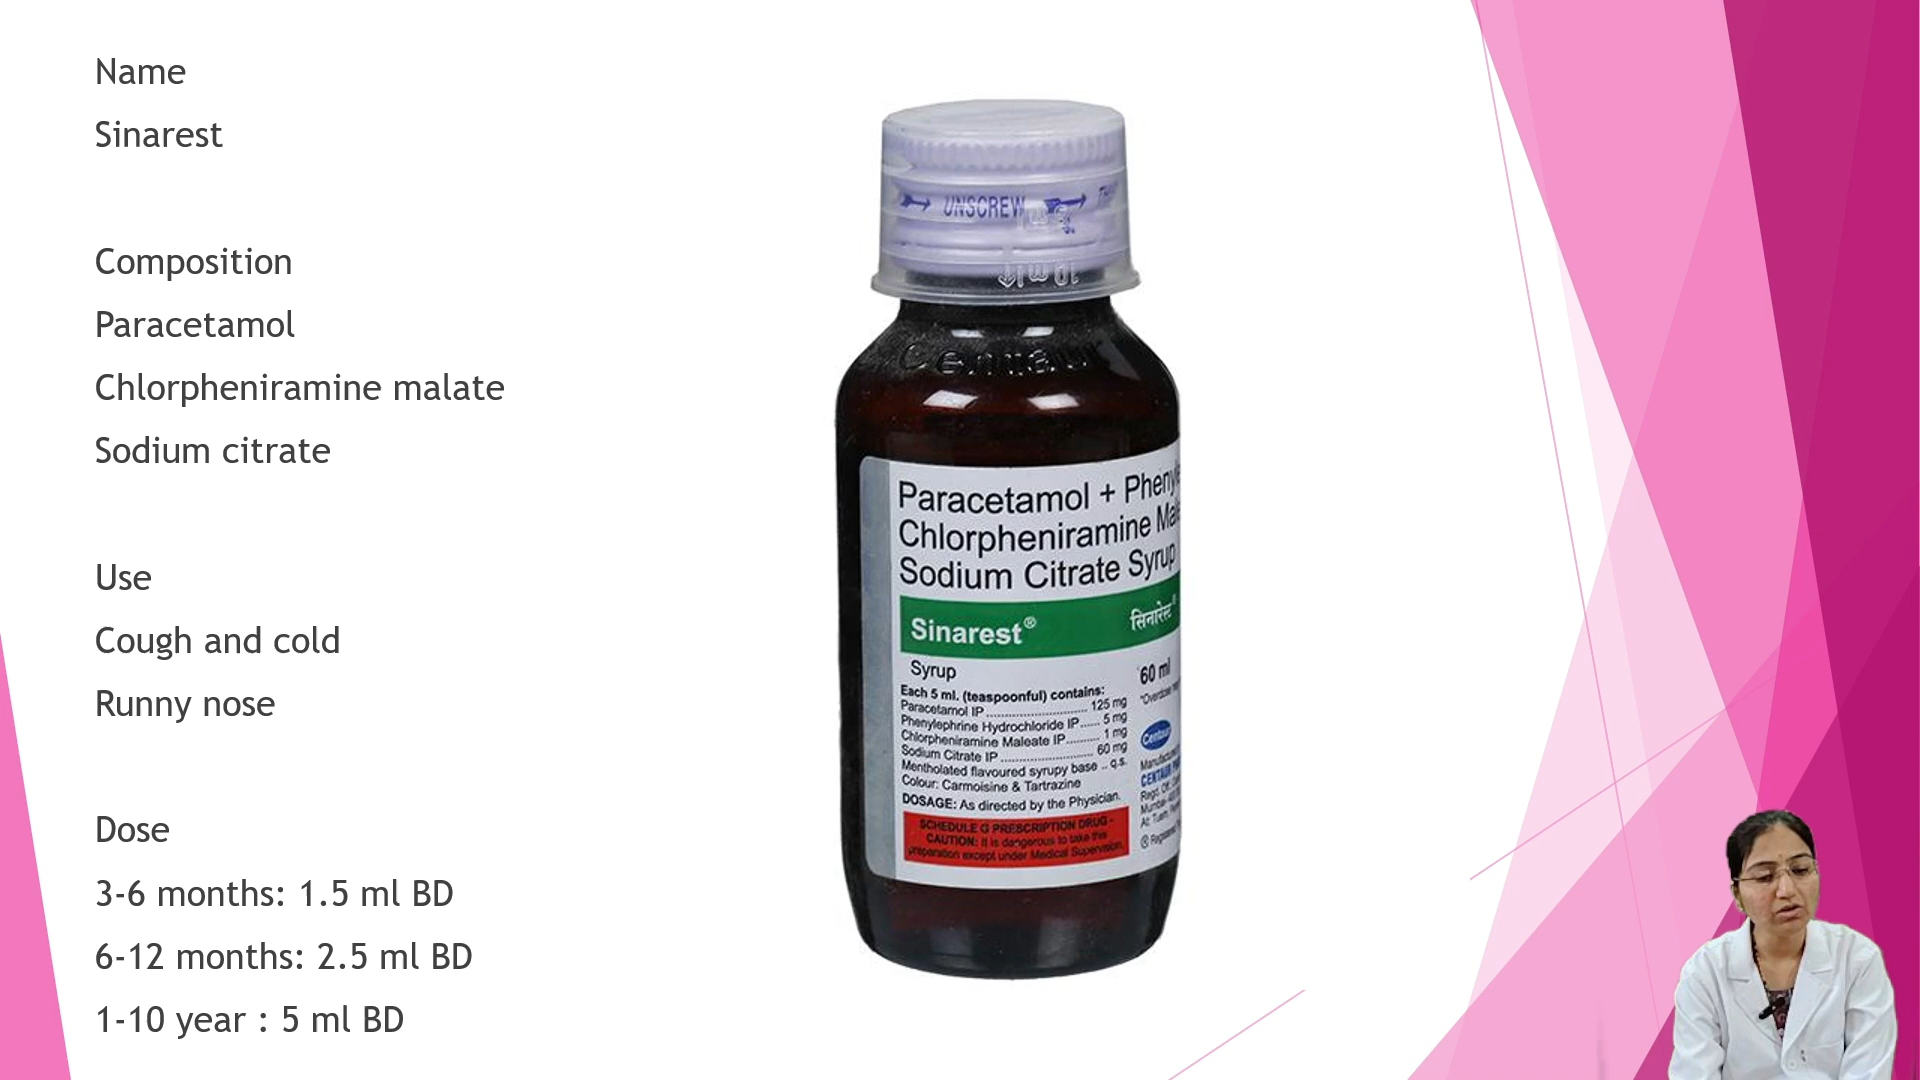 Name
Sinarest
Composition
Paracetamol
Chlorpheniramine malate
Sodium citrate
Use
Cough and cold
Runny nose
Dose
3-6 months: 1.5 ml BD
6-12 months: 2.5 ml BD
1-10 year : 5 ml BD
UNSCREW
10 ml
Centaur
Paracetamol + Pheny
Chlorpheniramine Ma
Sodium Citrate Syrup
Sinarest® सिनारेस्ट®
Syrup
60 ml
Each 5 ml. (teaspoonful) contains:
Paracetamol IP ........................ 125 mg
Phenylephrine Hydrochloride IP...... 5 mg
Chlorpheniramine Maleate IP.......... 1 mg
Sodium Citrate IP ...................... 60 mg
Mentholated flavoured syrupy base .. q.s.
Colour: Carmoisine & Tartrazine
DOSAGE: As directed by the Physician.
SCHEDULE G PRESCRIPTION DRUG -
CAUTION: It is dangerous to take this
preparation except under Medical Supervision.
Centaur
CENTAUR